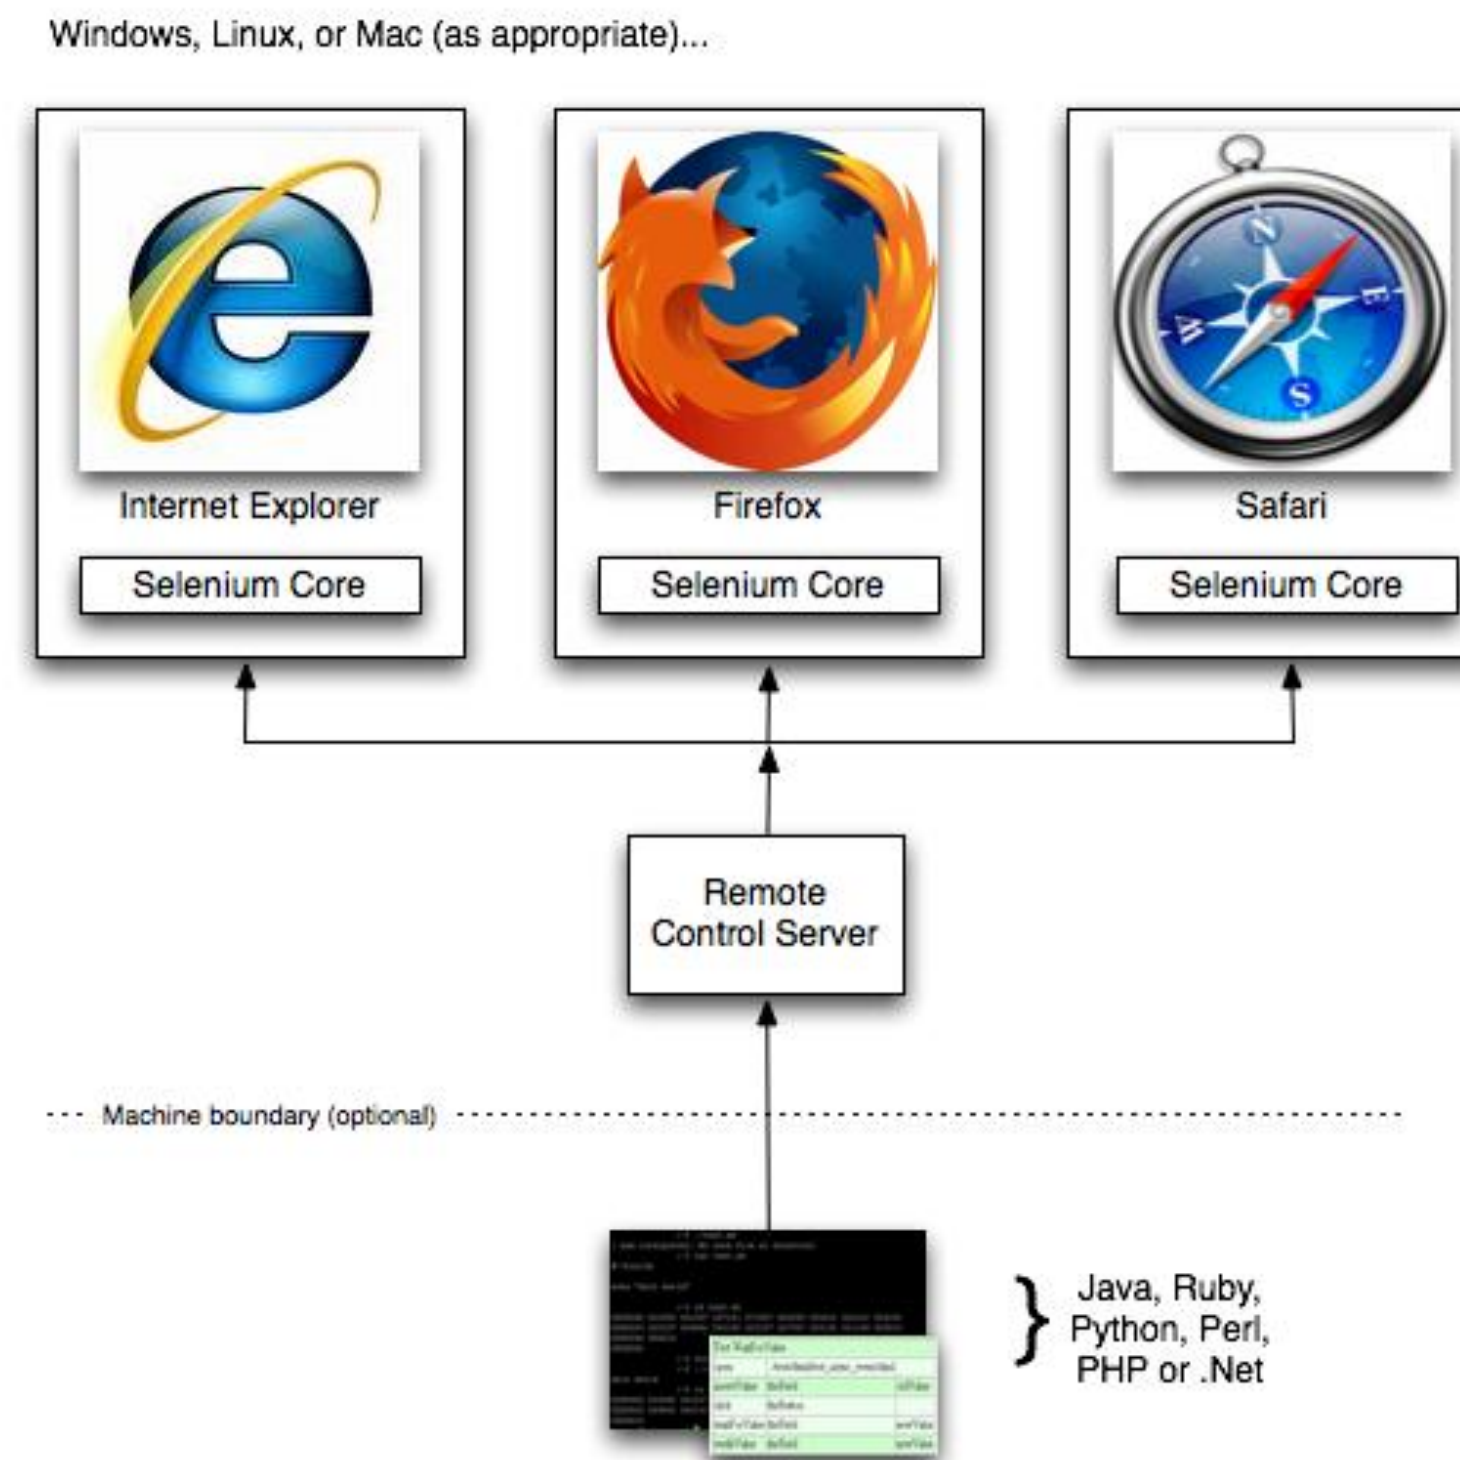 Windows, Linux, or Mac (as appropriate)...
N
E
W
S
Internet Explorer
Firefox
Safari
Selenium Core
Selenium Core
Selenium Core
Remote
Control Server
Machine boundary (optional)
Java, Ruby,
Python, Perl,
PHP or .Net